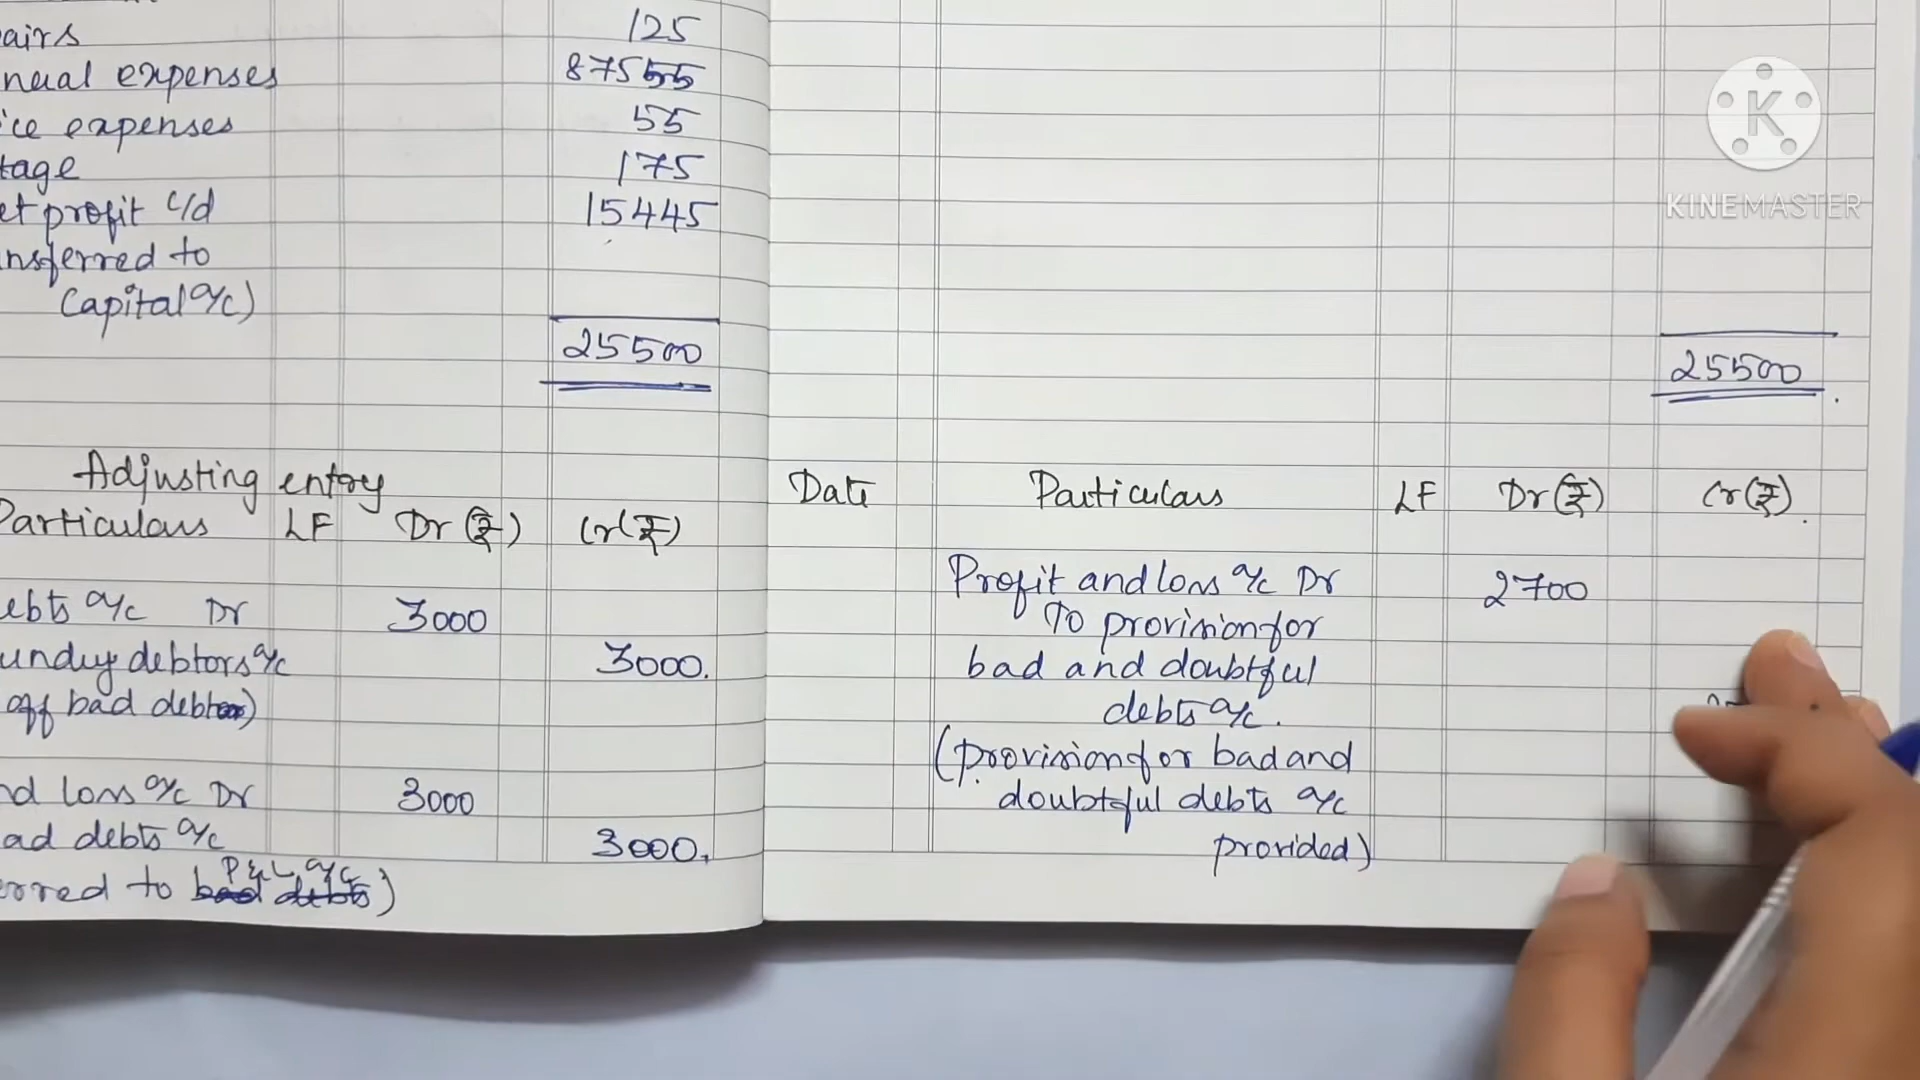 airs 125
nual expenses
ice expenses 55
tage 175
et profit c/d 15445
nsferred to
Capital a/c)
25500
25500
K
KINEMASTER
Adjusting entry
Particulars LF Dr (₹) Cr (₹)
ebts a/c Dr 3000
undry debtors a/c 3000.
off bad debts)
nd loss a/c Dr 3000
ad debts a/c 3000.
P&L a/c
erred to bad debts)
Date Particulars LF Dr (₹) Cr (₹).
Profit and loss a/c Dr 2700
To provision for
bad and doubtful
debts a/c.
(provision for bad and
doubtful debts a/c
provided)